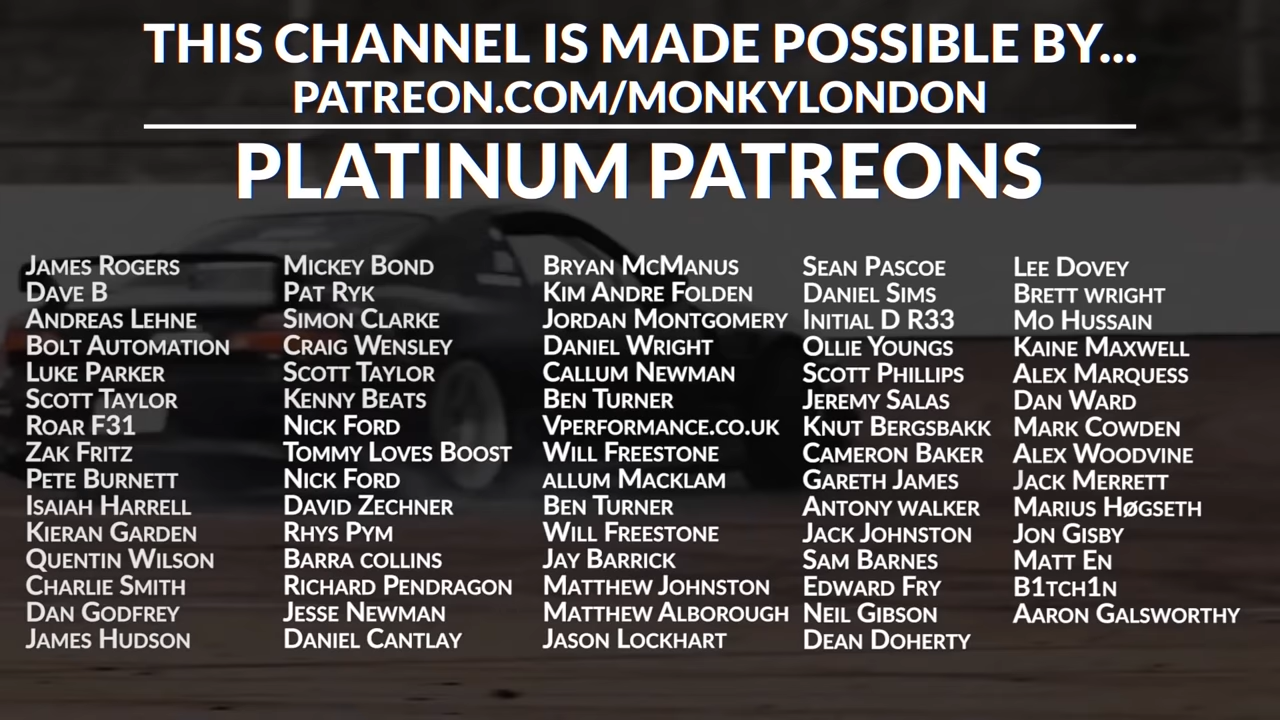 THIS CHANNEL IS MADE POSSIBLE BY...
PATREON.COM/MONKYLONDON
PLATINUM PATREONS
JAMES ROGERS
DAVE B
ANDREAS LEHNE
BOLT AUTOMATION
LUKE PARKER
SCOTT TAYLOR
ROAR F31
ZAK FRITZ
PETE BURNETT
ISAIAH HARRELL
KIERAN GARDEN
QUENTIN WILSON
CHARLIE SMITH
DAN GODFREY
JAMES HUDSON
MICKEY BOND
PAT RYK
SIMON CLARKE
CRAIG WENSLEY
SCOTT TAYLOR
KENNY BEATS
NICK FORD
TOMMY LOVES BOOST
NICK FORD
DAVID ZECHNER
RHYS PYM
BARRA COLLINS
RICHARD PENDRAGON
JESSE NEWMAN
DANIEL CANTLAY
BRYAN MCMANUS
KIM ANDRE FOLDEN
JORDAN MONTGOMERY
DANIEL WRIGHT
CALLUM NEWMAN
BEN TURNER
VPERFORMANCE.CO.UK
WILL FREESTONE
ALLUM MACKLAM
BEN TURNER
WILL FREESTONE
JAY BARRICK
MATTHEW JOHNSTON
MATTHEW ALBOROUGH
JASON LOCKHART
SEAN PASCOE
DANIEL SIMS
INITIAL D R33
OLLIE YOUNGS
SCOTT PHILLIPS
JEREMY SALAS
KNUT BERGSBAKK
CAMERON BAKER
GARETH JAMES
ANTONY WALKER
JACK JOHNSTON
SAM BARNES
EDWARD FRY
NEIL GIBSON
DEAN DOHERTY
LEE DOVEY
BRETT WRIGHT
MO HUSSAIN
KAINE MAXWELL
ALEX MARQUESS
DAN WARD
MARK COWDEN
ALEX WOODVINE
JACK MERRETT
MARIUS HøGSETH
JON GISBY
MATT EN
B1TCH1N
AARON GALSWORTHY